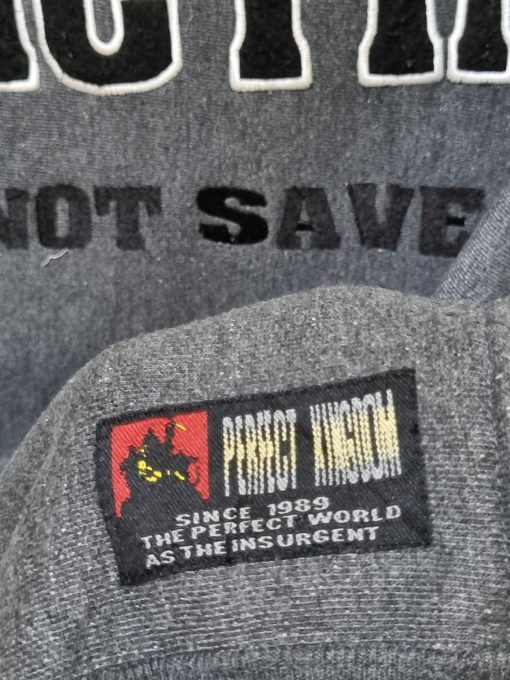 NOT SAVE
PERFECT KINGDOM
SINCE 1989
THE PERFECT WORLD
AS THE INSURGENT